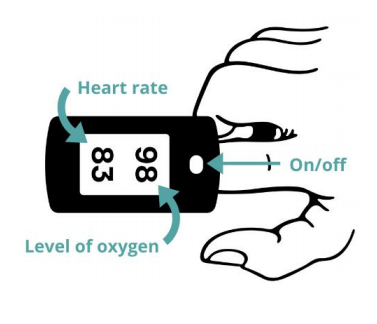 Heart rate
98
83
On/off
Level of oxygen